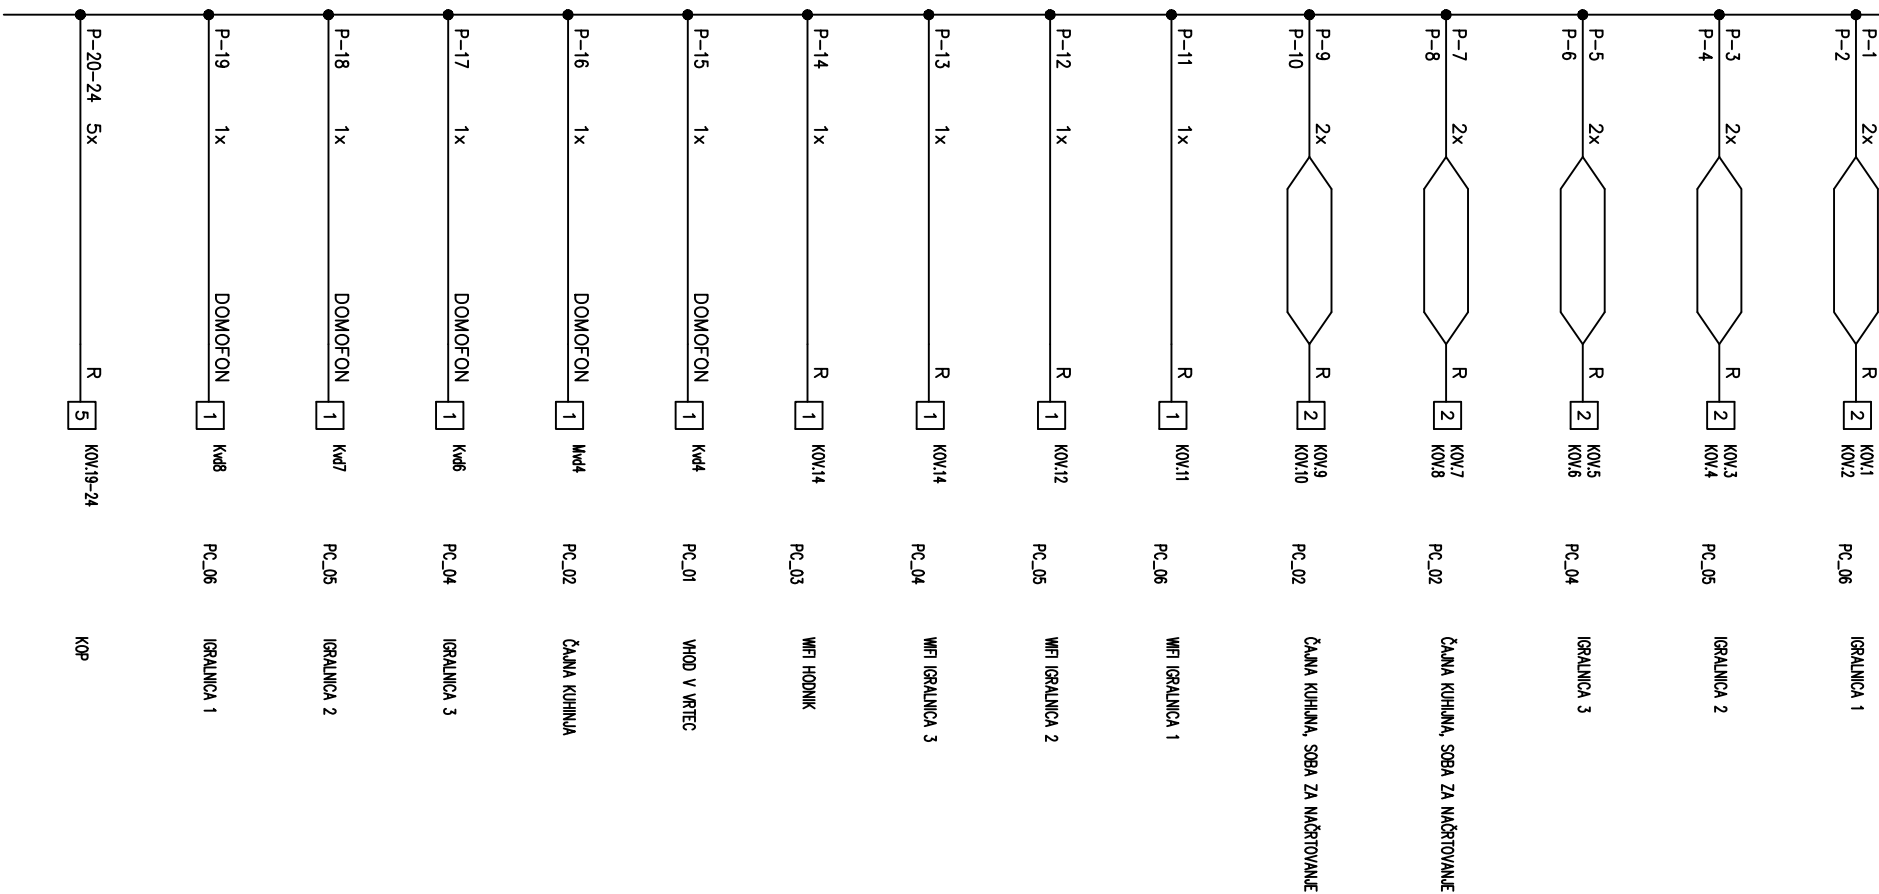 P-1
P-2
2x
R
2
KOV.1
KOV.2
PC_06
IGRALNICA 1
P-3
P-4
2x
R
2
KOV.3
KOV.4
PC_05
IGRALNICA 2
P-5
P-6
2x
R
2
KOV.5
KOV.6
PC_04
IGRALNICA 3
P-7
P-8
2x
R
2
KOV.7
KOV.8
PC_02
ČAJNA KUHIJNA, SOBA ZA NAČRTOVANJE
P-9
P-10
2x
R
2
KOV.9
KOV.10
PC_02
ČAJNA KUHIJNA, SOBA ZA NAČRTOVANJE
P-11
1x
R
1
KOV.11
PC_06
WIFI IGRALNICA 1
P-12
1x
R
1
KOV.12
PC_05
WIFI IGRALNICA 2
P-13
1x
R
1
KOV.14
PC_04
WIFI IGRALNICA 3
P-14
1x
R
1
KOV.14
PC_03
WIFI HODNIK
P-15
1x
DOMOFON
1
Kvd4
PC_01
VHOD V VRTEC
P-16
1x
DOMOFON
1
Mvd4
PC_02
ČAJNA KUHINJA
P-17
1x
DOMOFON
1
Kvd6
PC_04
IGRALNICA 3
P-18
1x
DOMOFON
1
Kvd7
PC_05
IGRALNICA 2
P-19
1x
DOMOFON
1
Kvd8
PC_06
IGRALNICA 1
P-20-24
5x
R
5
KOV.19-24
KOP